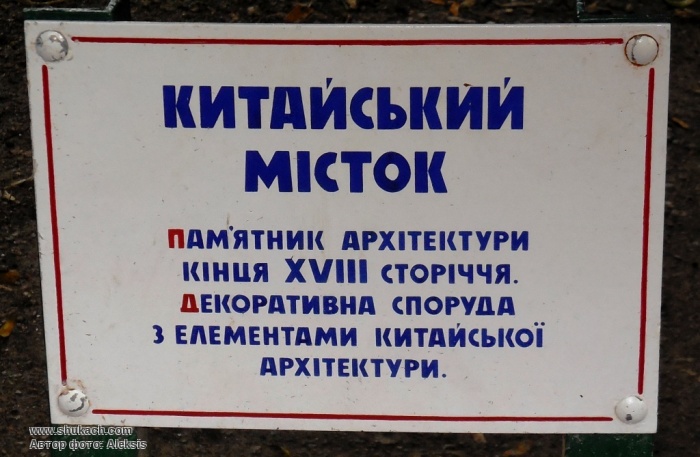 КИТАЙСЬКИЙ
МІСТОК
ПАМ'ЯТНИК АРХІТЕКТУРИ
КІНЦЯ XVIII СТОРІЧЧЯ.
ДЕКОРАТИВНА СПОРУДА
З ЕЛЕМЕНТАМИ КИТАЙСЬКОЇ
АРХІТЕКТУРИ.
www.shukach.com
Автор фото: Aleksis